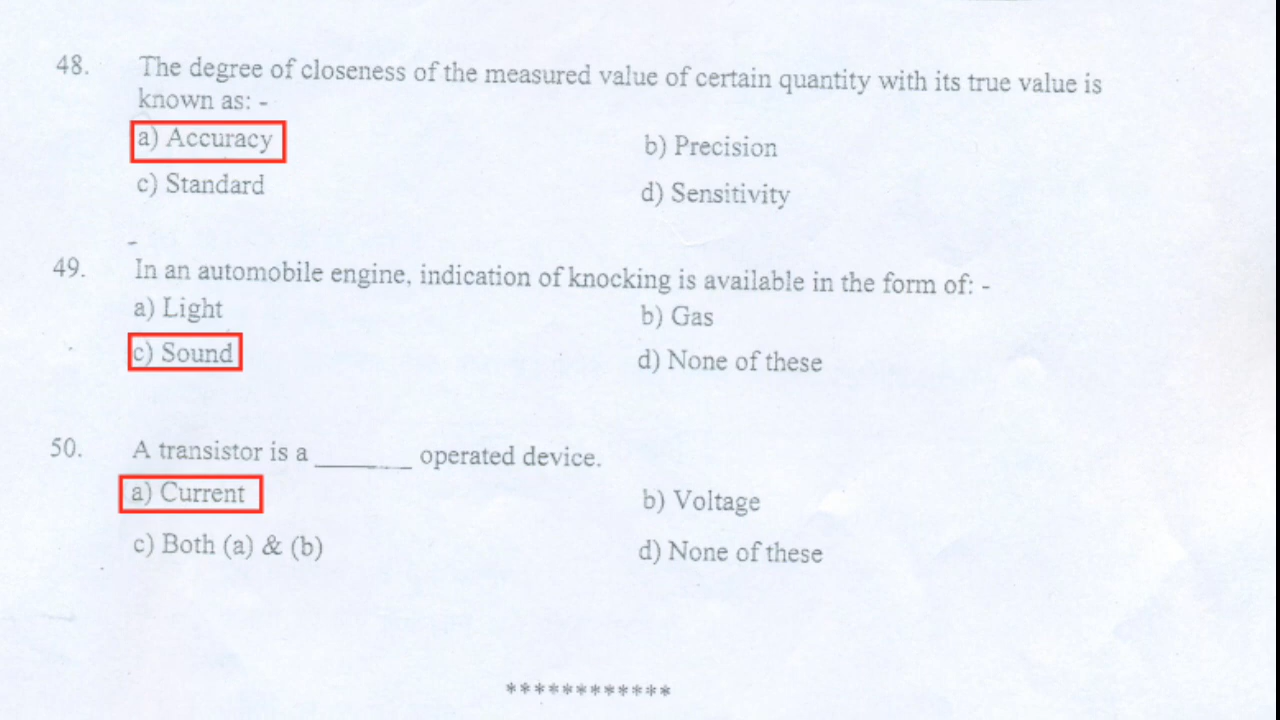 48. The degree of closeness of the measured value of certain quantity with its true value is
known as: -
a) Accuracy b) Precision
c) Standard d) Sensitivity
49. In an automobile engine, indication of knocking is available in the form of: -
a) Light b) Gas
c) Sound d) None of these
50. A transistor is a _______ operated device.
a) Current b) Voltage
c) Both (a) & (b) d) None of these
************